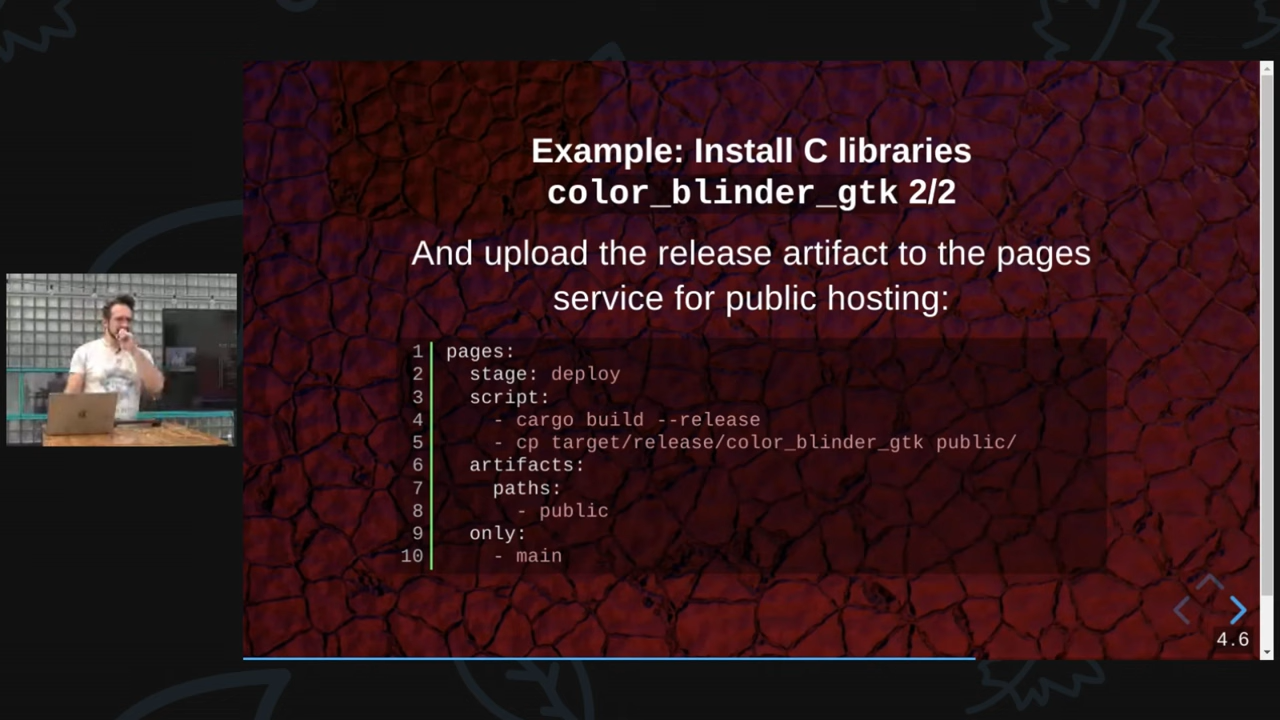 Example: Install C libraries
color_blinder_gtk 2/2
And upload the release artifact to the pages
service for public hosting:
1 pages:
2   stage: deploy
3   script:
4     - cargo build --release
5     - cp target/release/color_blinder_gtk public/
6   artifacts:
7     paths:
8       - public
9   only:
10     - main
4.6